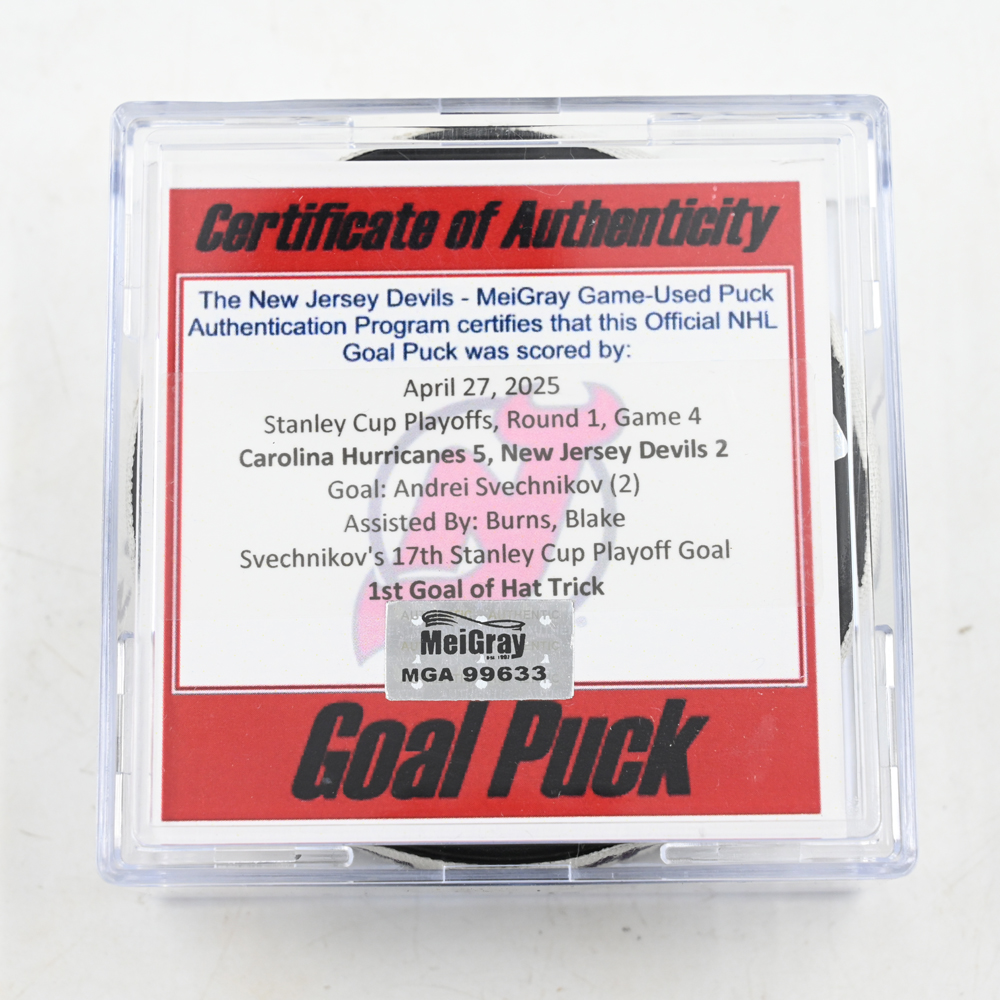 Certificate of Authenticity
The New Jersey Devils - MeiGray Game-Used Puck
Authentication Program certifies that this Official NHL
Goal Puck was scored by:
April 27, 2025
Stanley Cup Playoffs, Round 1, Game 4
Carolina Hurricanes 5, New Jersey Devils 2
Goal: Andrei Svechnikov (2)
Assisted By: Burns, Blake
Svechnikov's 17th Stanley Cup Playoff Goal
1st Goal of Hat Trick
MeiGray
MGA 99633
Goal Puck